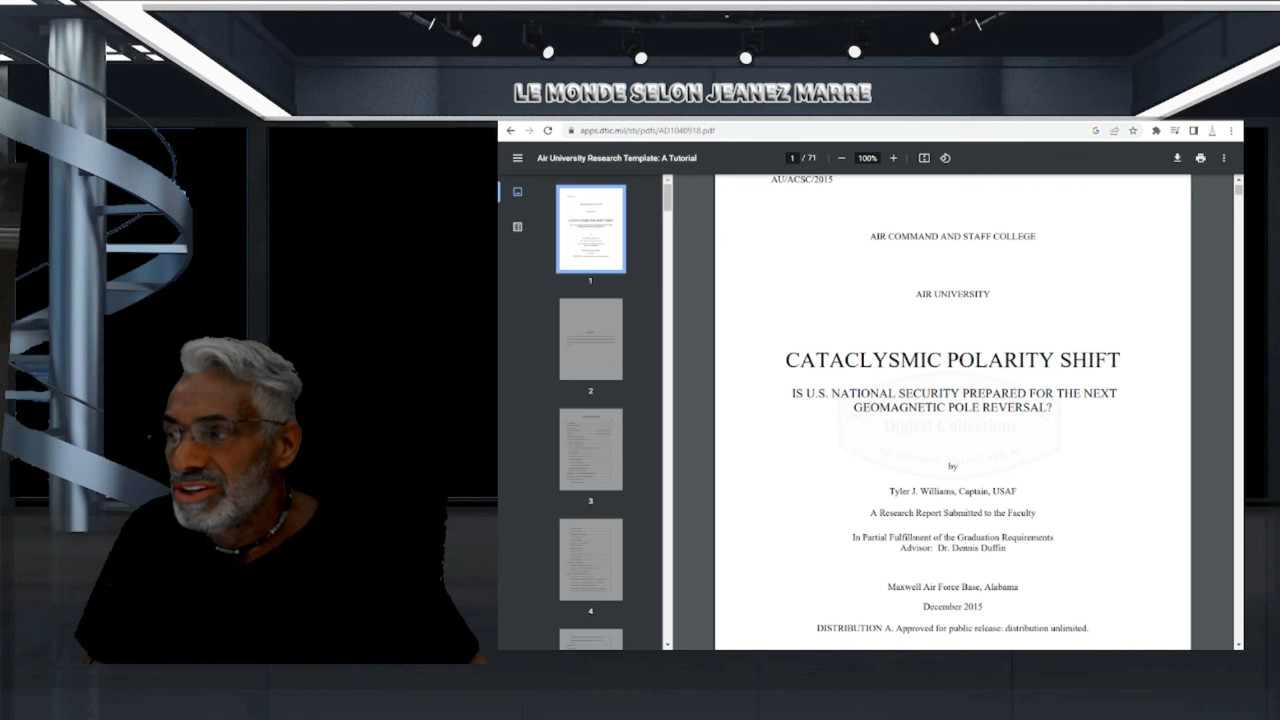 LE MONDE SELON JEANEZ MARRE
apps.dtic.mil/sti/pdfs/AD1040918.pdf
Air University Research Template: A Tutorial
1 / 71
100%
AU/ACSC/2015
AIR COMMAND AND STAFF COLLEGE
AIR UNIVERSITY
CATACLYSMIC POLARITY SHIFT
IS U.S. NATIONAL SECURITY PREPARED FOR THE NEXT
GEOMAGNETIC POLE REVERSAL?
Digital Collections
by
Tyler J. Williams, Captain, USAF
A Research Report Submitted to the Faculty
In Partial Fulfillment of the Graduation Requirements
Advisor: Dr. Dennis Duffin
Maxwell Air Force Base, Alabama
December 2015
DISTRIBUTION A. Approved for public release: distribution unlimited.
1
2
3
4